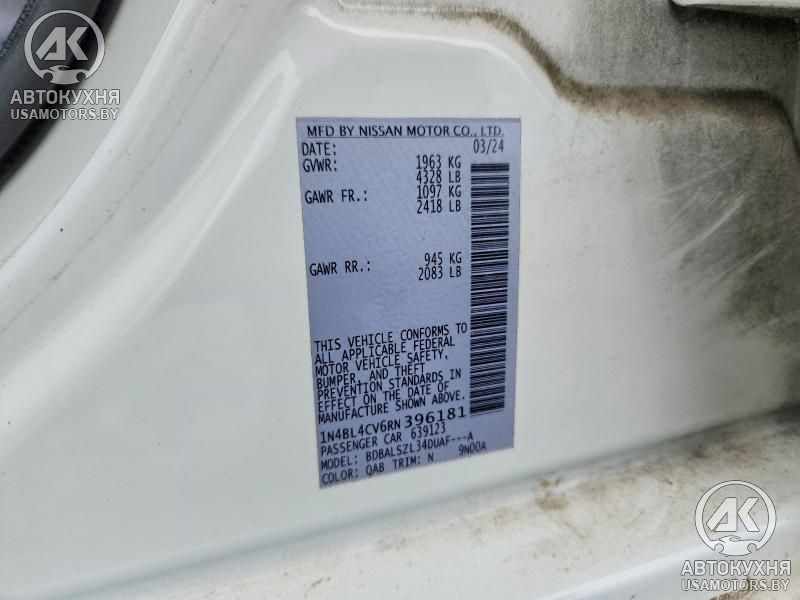 AK
АВТОКУХНЯ
USAMOTORS.BY
MFD BY NISSAN MOTOR CO., LTD.
DATE: 03/24
GVWR: 1963 KG
4328 LB
GAWR FR.: 1097 KG
2418 LB
GAWR RR.: 945 KG
2083 LB
THIS VEHICLE CONFORMS TO
ALL APPLICABLE FEDERAL
MOTOR VEHICLE SAFETY,
BUMPER, AND THEFT
PREVENTION STANDARDS IN
EFFECT ON THE DATE OF
MANUFACTURE SHOWN ABOVE.
1N4BL4CV6RN396181
PASSENGER CAR 639123
MODEL: BDBALSZL34DUAF---A
COLOR: QAB TRIM: N 9N00A
AK
АВТОКУХНЯ
USAMOTORS.BY